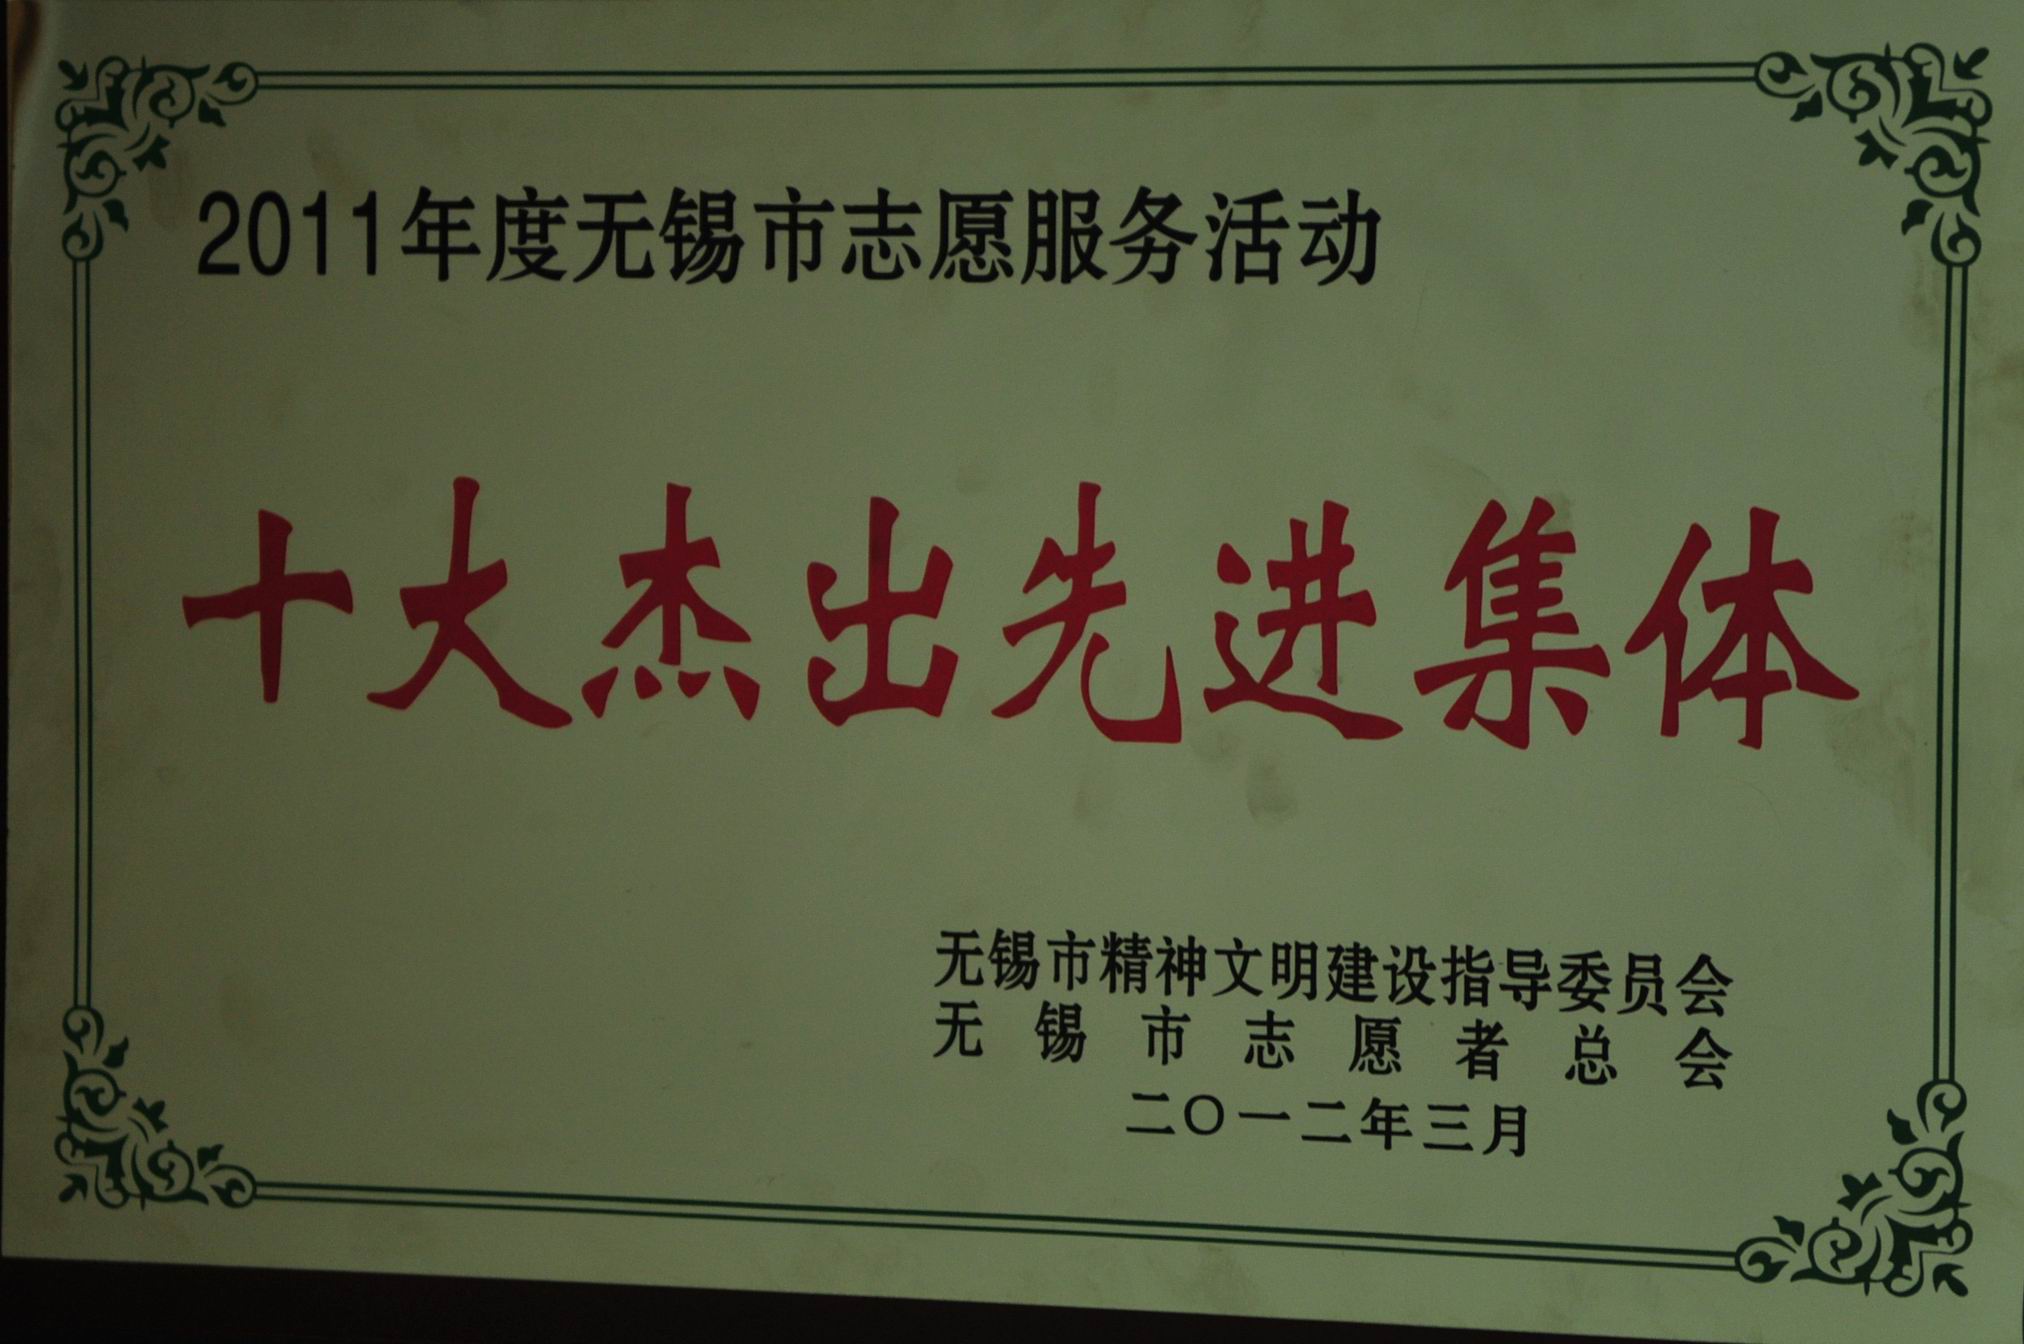 2011年度无锡市志愿服务活动
十大杰出先进集体
无锡市精神文明建设指导委员会
无锡市志愿者总会
二〇一二年三月